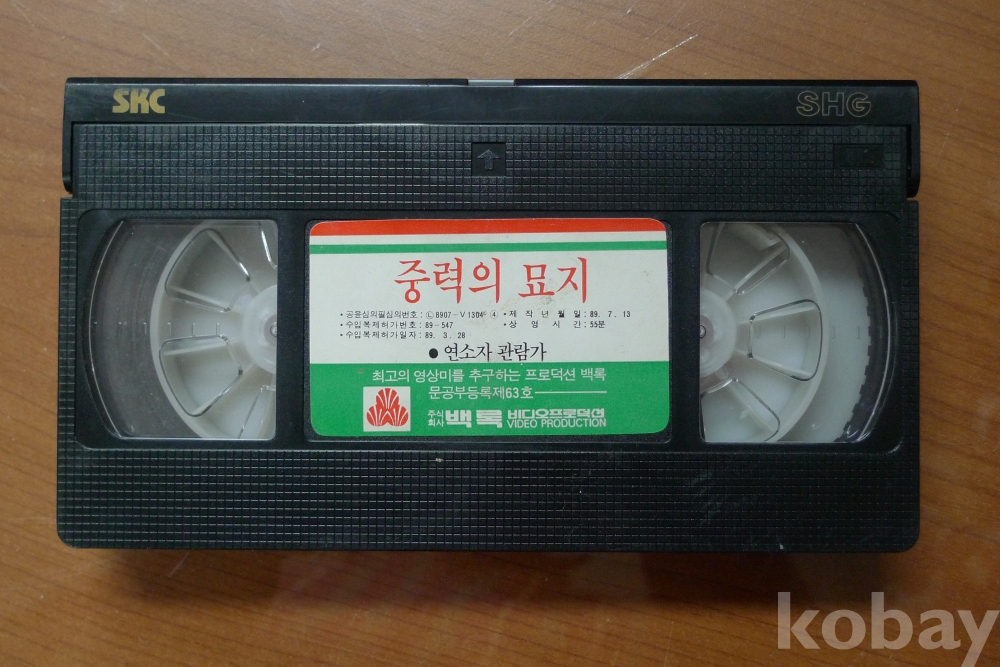 SKC
SHG
중력의 묘지
• 공윤심의필심의번호 : Ⓛ 8907-V 1304 ④ • 제 작 년 월 일 : 89. 7. 13
• 수입복제허가번호 : 89-547 • 상 영 시 간 : 55분
• 수입복제허가일자 : 89. 3. 28
● 연소자 관람가
최고의 영상미를 추구하는 프로덕션 백록
문공부등록제63호
주식회사 백록 비디오프로덕션
VIDEO PRODUCTION
kobay